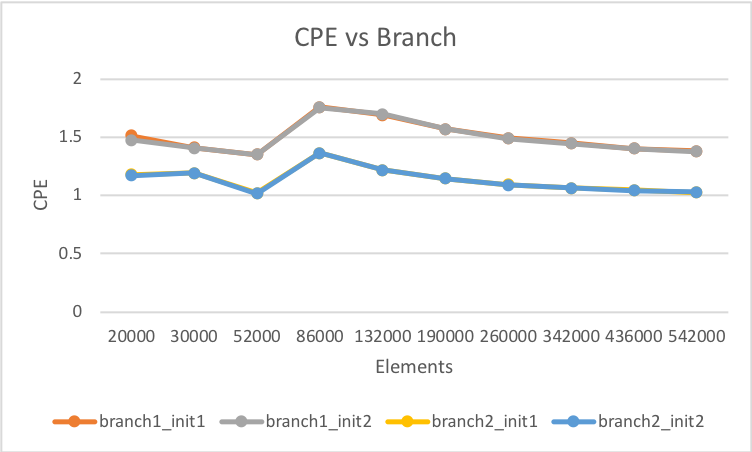 CPE vs Branch
2
1.5
1
0.5
0
CPE
20000 30000 52000 86000 132000 190000 260000 342000 436000 542000
Elements
branch1_init1 branch1_init2 branch2_init1 branch2_init2